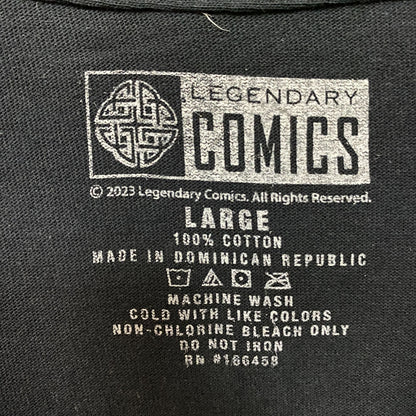 LEGENDARY
COMICS
© 2023 Legendary Comics. All Rights Reserved.
LARGE
100% COTTON
MADE IN DOMINICAN REPUBLIC
MACHINE WASH
COLD WITH LIKE COLORS
NON-CHLORINE BLEACH ONLY
DO NOT IRON
RN #166458